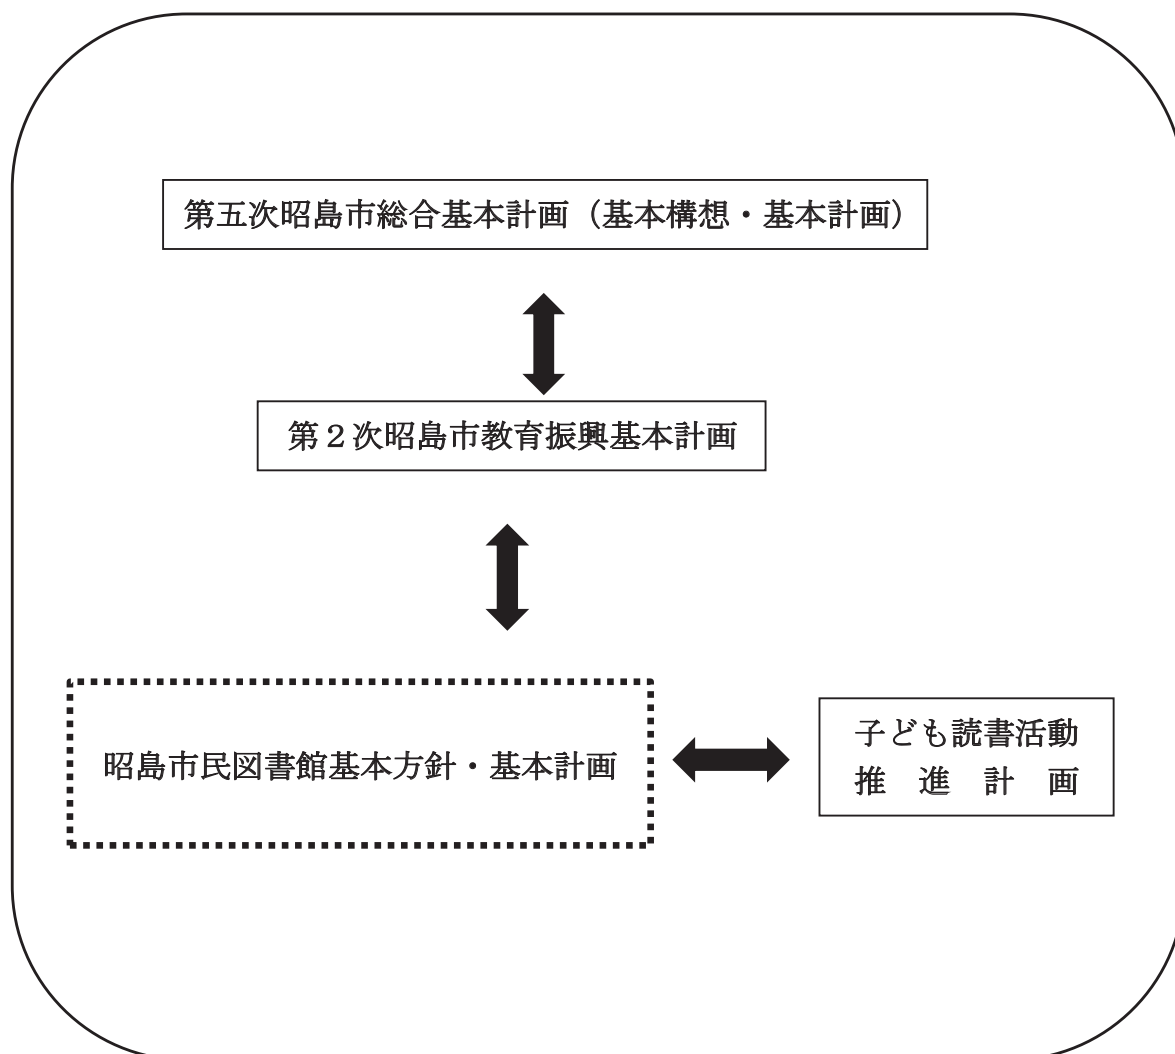 第五次昭島市総合基本計画（基本構想・基本計画）
第２次昭島市教育振興基本計画
昭島市民図書館基本方針・基本計画
子ども読書活動
推　進　計　画